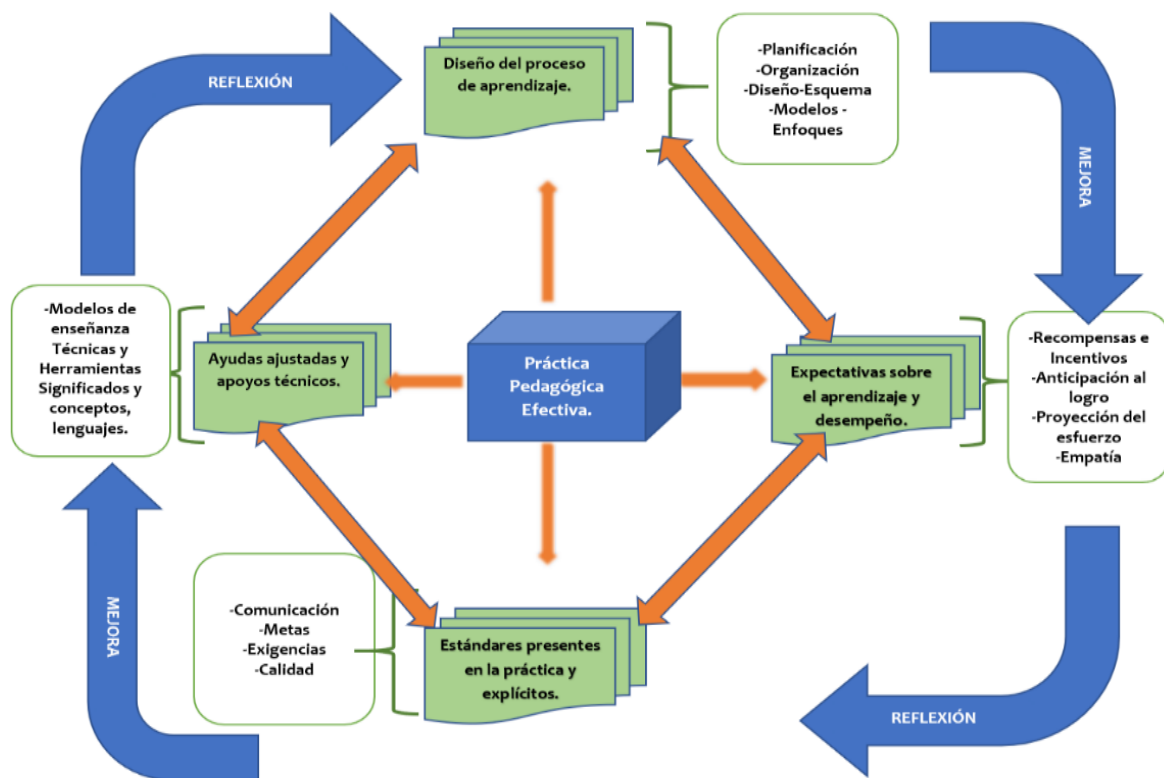 REFLEXIÓN
Diseño del proceso
de aprendizaje.
-Planificación
-Organización
-Diseño-Esquema
-Modelos -
Enfoques
MEJORA
-Modelos de
enseñanza
Técnicas y
Herramientas
Significados y
conceptos,
lenguajes.
Ayudas ajustadas y
apoyos técnicos.
Práctica
Pedagógica
Efectiva.
Expectativas sobre
el aprendizaje y
desempeño.
-Recompensas e
Incentivos
-Anticipación al
logro
-Proyección del
esfuerzo
-Empatía
MEJORA
-Comunicación
-Metas
-Exigencias
-Calidad
Estándares presentes
en la práctica y
explícitos.
REFLEXIÓN